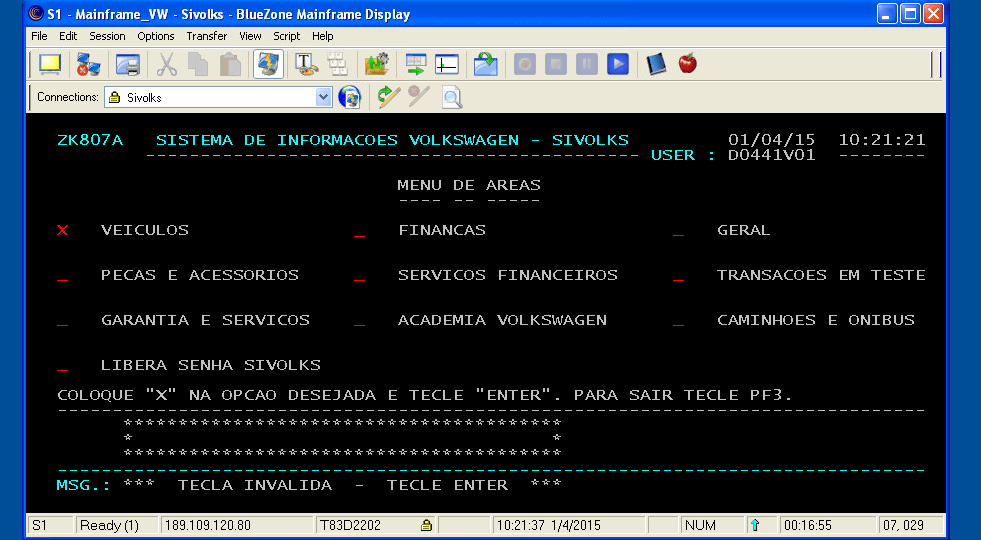 S1 - Mainframe_VW - Sivolks - BlueZone Mainframe Display
File Edit Session Options Transfer View Script Help
Connections: Sivolks
ZK807A SISTEMA DE INFORMACOES VOLKSWAGEN - SIVOLKS 01/04/15 10:21:21
--------------------------------------------- USER : D0441V01 --------
MENU DE AREAS
---- -- -----
X VEICULOS _ FINANCAS _ GERAL
_ PECAS E ACESSORIOS _ SERVICOS FINANCEIROS _ TRANSACOES EM TESTE
_ GARANTIA E SERVICOS _ ACADEMIA VOLKSWAGEN _ CAMINHOES E ONIBUS
_ LIBERA SENHA SIVOLKS
COLOQUE "X" NA OPCAO DESEJADA E TECLE "ENTER". PARA SAIR TECLE PF3.
-------------------------------------------------------------------------------
****************************************
* *
****************************************
-------------------------------------------------------------------------------
MSG.: *** TECLA INVALIDA - TECLE ENTER ***
S1 Ready (1) 189.109.120.80 T83D2202 10:21:37 1/4/2015 NUM 00:16:55 07, 029